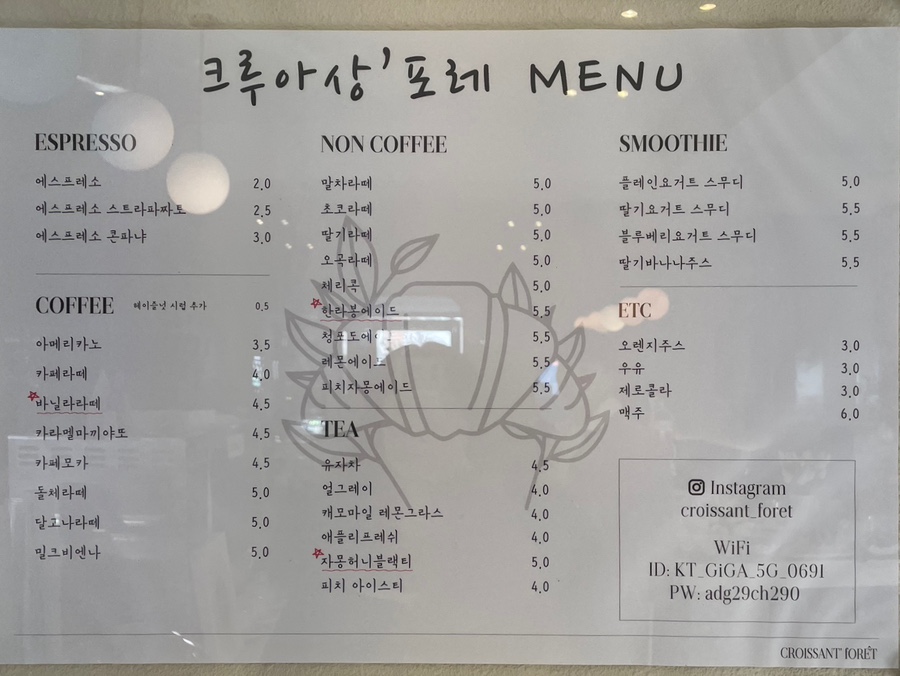 크루아상'포레 MENU
ESPRESSO
에스프레소 2.0
에스프레소 스트라파짜토 2.5
에스프레소 콘파냐 3.0
COFFEE 헤이즐넛 시럽 추가 0.5
아메리카노 3.5
카페라떼 4.0
바닐라라떼 4.5
카라멜마끼야또 4.5
카페모카 4.5
돌체라떼 5.0
달고나라떼 5.0
밀크비엔나 5.0
NON COFFEE
말차라떼 5.0
초코라떼 5.0
딸기라떼 5.0
오곡라떼 5.0
체리콕 5.0
한라봉에이드 5.5
청포도에이드 5.5
레몬에이드 5.5
피치자몽에이드 5.5
TEA
유자차 4.5
얼그레이 4.0
캐모마일 레몬그라스 4.0
애플리프레쉬 4.0
자몽허니블랙티 5.0
피치 아이스티 4.0
SMOOTHIE
플레인요거트 스무디 5.0
딸기요거트 스무디 5.5
블루베리요거트 스무디 5.5
딸기바나나주스 5.5
ETC
오렌지주스 3.0
우유 3.0
제로콜라 3.0
맥주 6.0
Instagram
croissant_foret
WiFi
ID: KT_GiGA_5G_0691
PW: adg29ch290
CROISSANT' forÊT